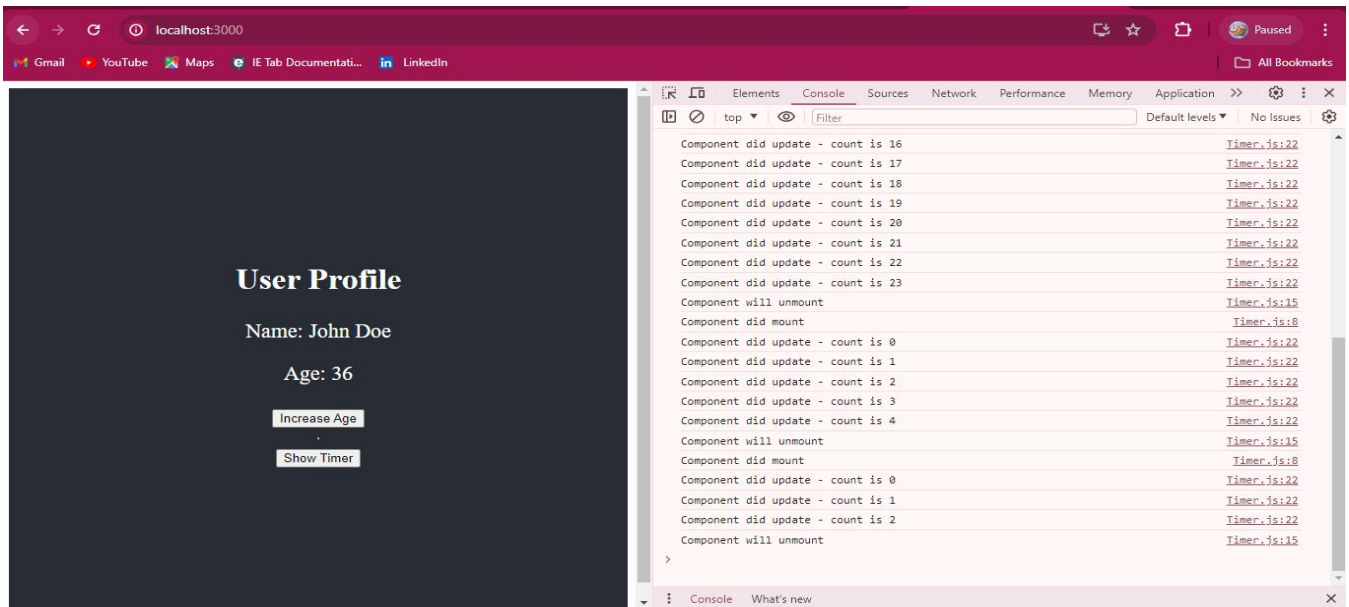 localhost:3000
Paused
Gmail YouTube Maps IE Tab Documentati... LinkedIn
All Bookmarks
User Profile
Name: John Doe
Age: 36
Increase Age
.
Show Timer
Elements Console Sources Network Performance Memory Application
top Filter Default levels No Issues
Component did update - count is 16 Timer.js:22
Component did update - count is 17 Timer.js:22
Component did update - count is 18 Timer.js:22
Component did update - count is 19 Timer.js:22
Component did update - count is 20 Timer.js:22
Component did update - count is 21 Timer.js:22
Component did update - count is 22 Timer.js:22
Component did update - count is 23 Timer.js:22
Component will unmount Timer.js:15
Component did mount Timer.js:8
Component did update - count is 0 Timer.js:22
Component did update - count is 1 Timer.js:22
Component did update - count is 2 Timer.js:22
Component did update - count is 3 Timer.js:22
Component did update - count is 4 Timer.js:22
Component will unmount Timer.js:15
Component did mount Timer.js:8
Component did update - count is 0 Timer.js:22
Component did update - count is 1 Timer.js:22
Component did update - count is 2 Timer.js:22
Component will unmount Timer.js:15
Console What's new